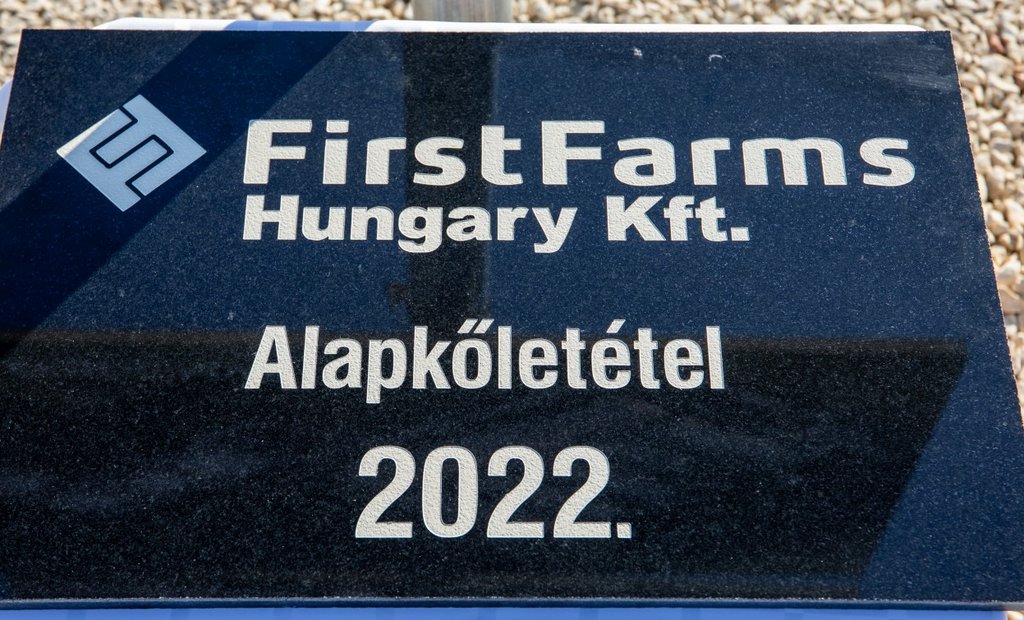 FirstFarms
Hungary Kft.
Alapkőletétel
2022.